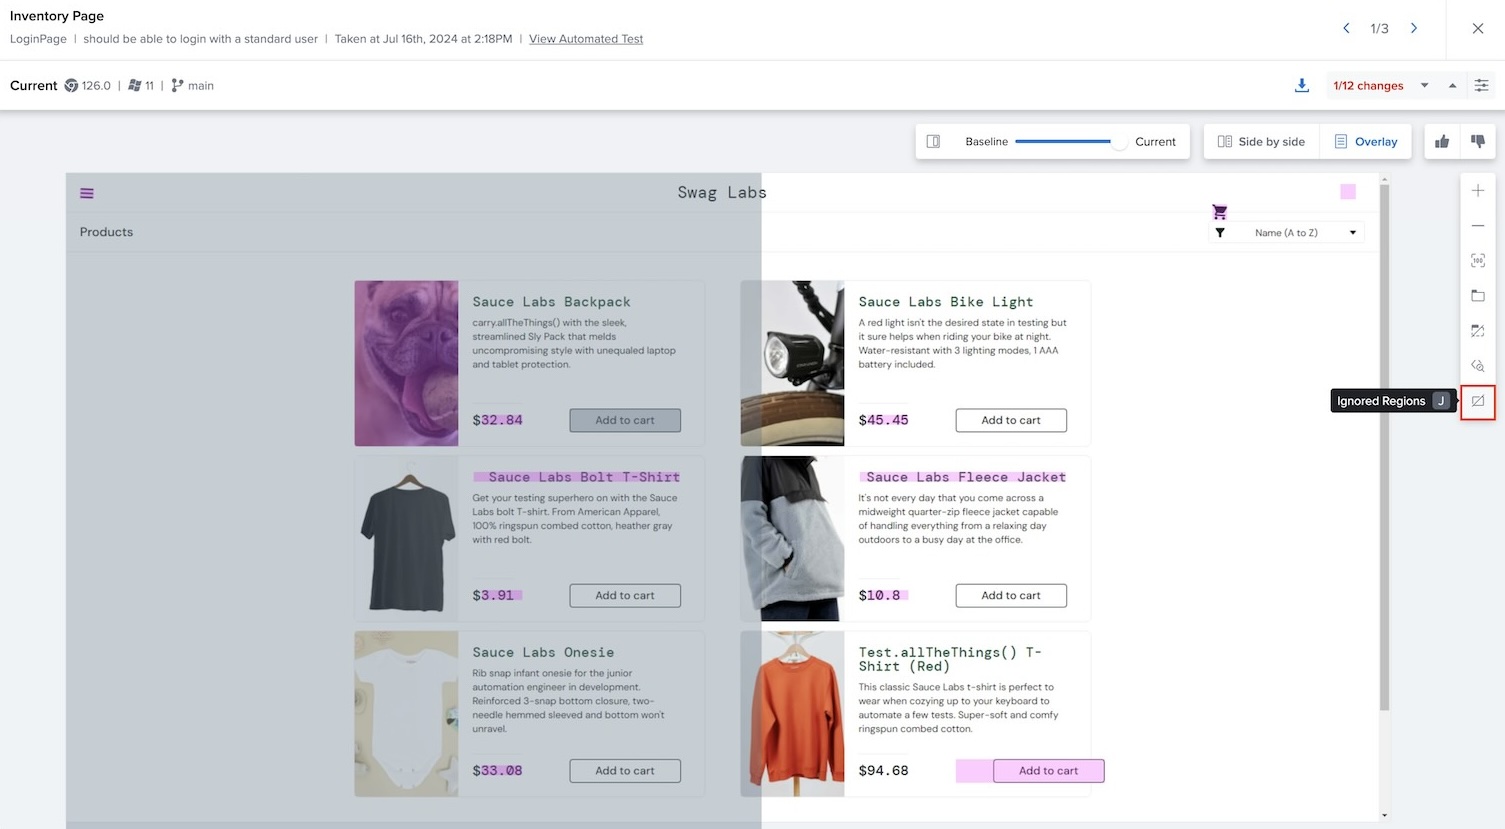 Inventory Page
LoginPage | should be able to login with a standard user | Taken at Jul 16th, 2024 at 2:18PM | View Automated Test
1/3
Current 126.0 | 11 | main
1/12 changes
Baseline Current
Side by side
Overlay
Swag Labs
Products
Name (A to Z)
Sauce Labs Backpack
carry.allTheThings() with the sleek,
streamlined Sly Pack that melds
uncompromising style with unequaled laptop
and tablet protection.
$32.84
Add to cart
Sauce Labs Bike Light
A red light isn't the desired state in testing but
it sure helps when riding your bike at night.
Water-resistant with 3 lighting modes, 1 AAA
battery included.
$45.45
Add to cart
100
Ignored Regions J
Sauce Labs Bolt T-Shirt
Get your testing superhero on with the Sauce
Labs bolt T-shirt. From American Apparel,
100% ringspun combed cotton, heather gray
with red bolt.
$3.91
Add to cart
Sauce Labs Fleece Jacket
It's not every day that you come across a
midweight quarter-zip fleece jacket capable
of handling everything from a relaxing day
outdoors to a busy day at the office.
$10.8
Add to cart
Sauce Labs Onesie
Rib snap infant onesie for the junior
automation engineer in development.
Reinforced 3-snap bottom closure, two-
needle hemmed sleeved and bottom won't
unravel.
$33.08
Add to cart
Test.allTheThings() T-
Shirt (Red)
This classic Sauce Labs t-shirt is perfect to
wear when cozying up to your keyboard to
automate a few tests. Super-soft and comfy
ringspun combed cotton.
$94.68
Add to cart